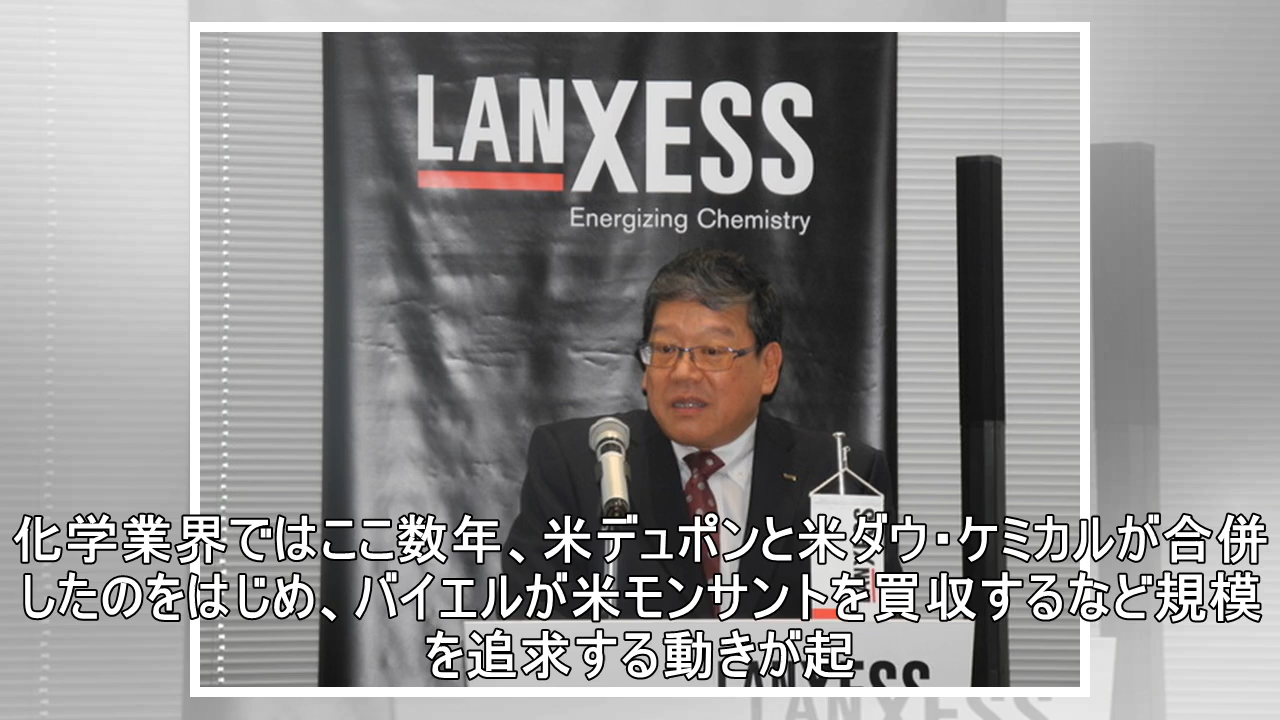 LANXESS
Energizing Chemistry
化学業界ではここ数年、米デュポンと米ダウ・ケミカルが合併
したのをはじめ、バイエルが米モンサントを買収するなど規模
を追求する動きが起
LANXESS